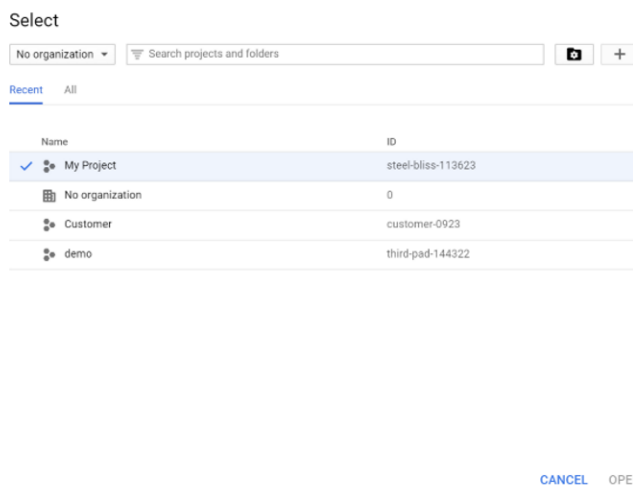 Select
No organization Search projects and folders
Recent All
Name ID
My Project steel-bliss-113623
No organization 0
Customer customer-0923
demo third-pad-144322
CANCEL OPE